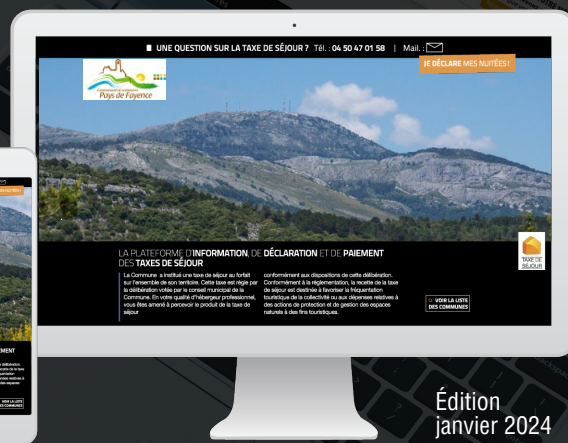 UNE QUESTION SUR LA TAXE DE SÉJOUR ? Tél. : 04 50 47 01 58 | Mail. :
JE DÉCLARE MES NUITÉES !
Pays de Fayence
LA PLATEFORME D'INFORMATION, DE DÉCLARATION ET DE PAIEMENT
DES TAXES DE SÉJOUR
La Commune a institué une taxe de séjour au forfait
sur l'ensemble de son territoire. Cette taxe est régie par
la délibération votée par le conseil municipal de la
Commune. En votre qualité d'hébergeur professionnel,
vous êtes amené à percevoir le produit de la taxe de
séjour
conformément aux dispositions de cette délibération.
Conformément à la réglementation, la recette de la taxe
de séjour est destinée à favoriser la fréquentation
touristique de la collectivité ou aux dépenses relatives à
des actions de protection et de gestion des espaces
naturels à des fins touristiques.
TAXE DE
SÉJOUR
VOIR LA LISTE
DES COMMUNES
VOIR LA LISTE
DES COMMUNES
Édition
janvier 2024